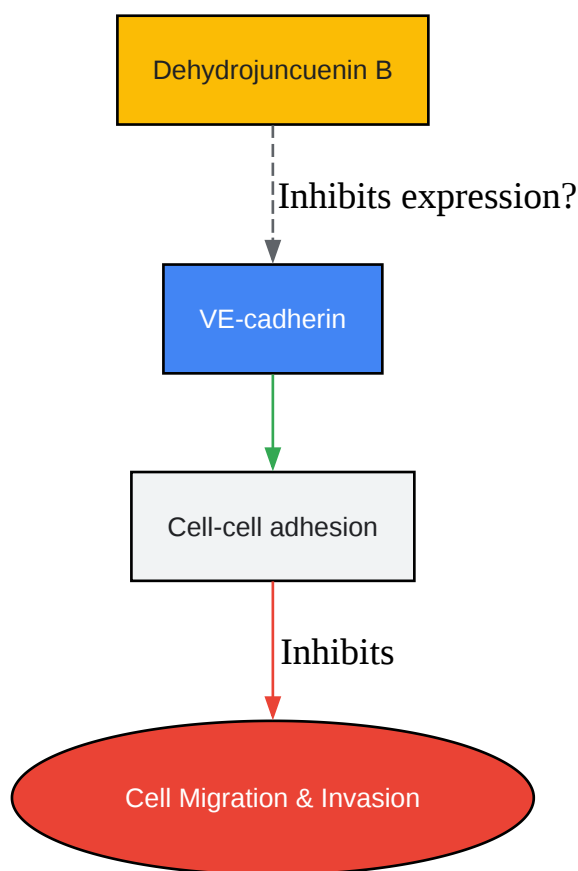 Dehydrojuncuenin B
Inhibits expression?
VE-cadherin
Cell-cell adhesion
Inhibits
Cell Migration & Invasion